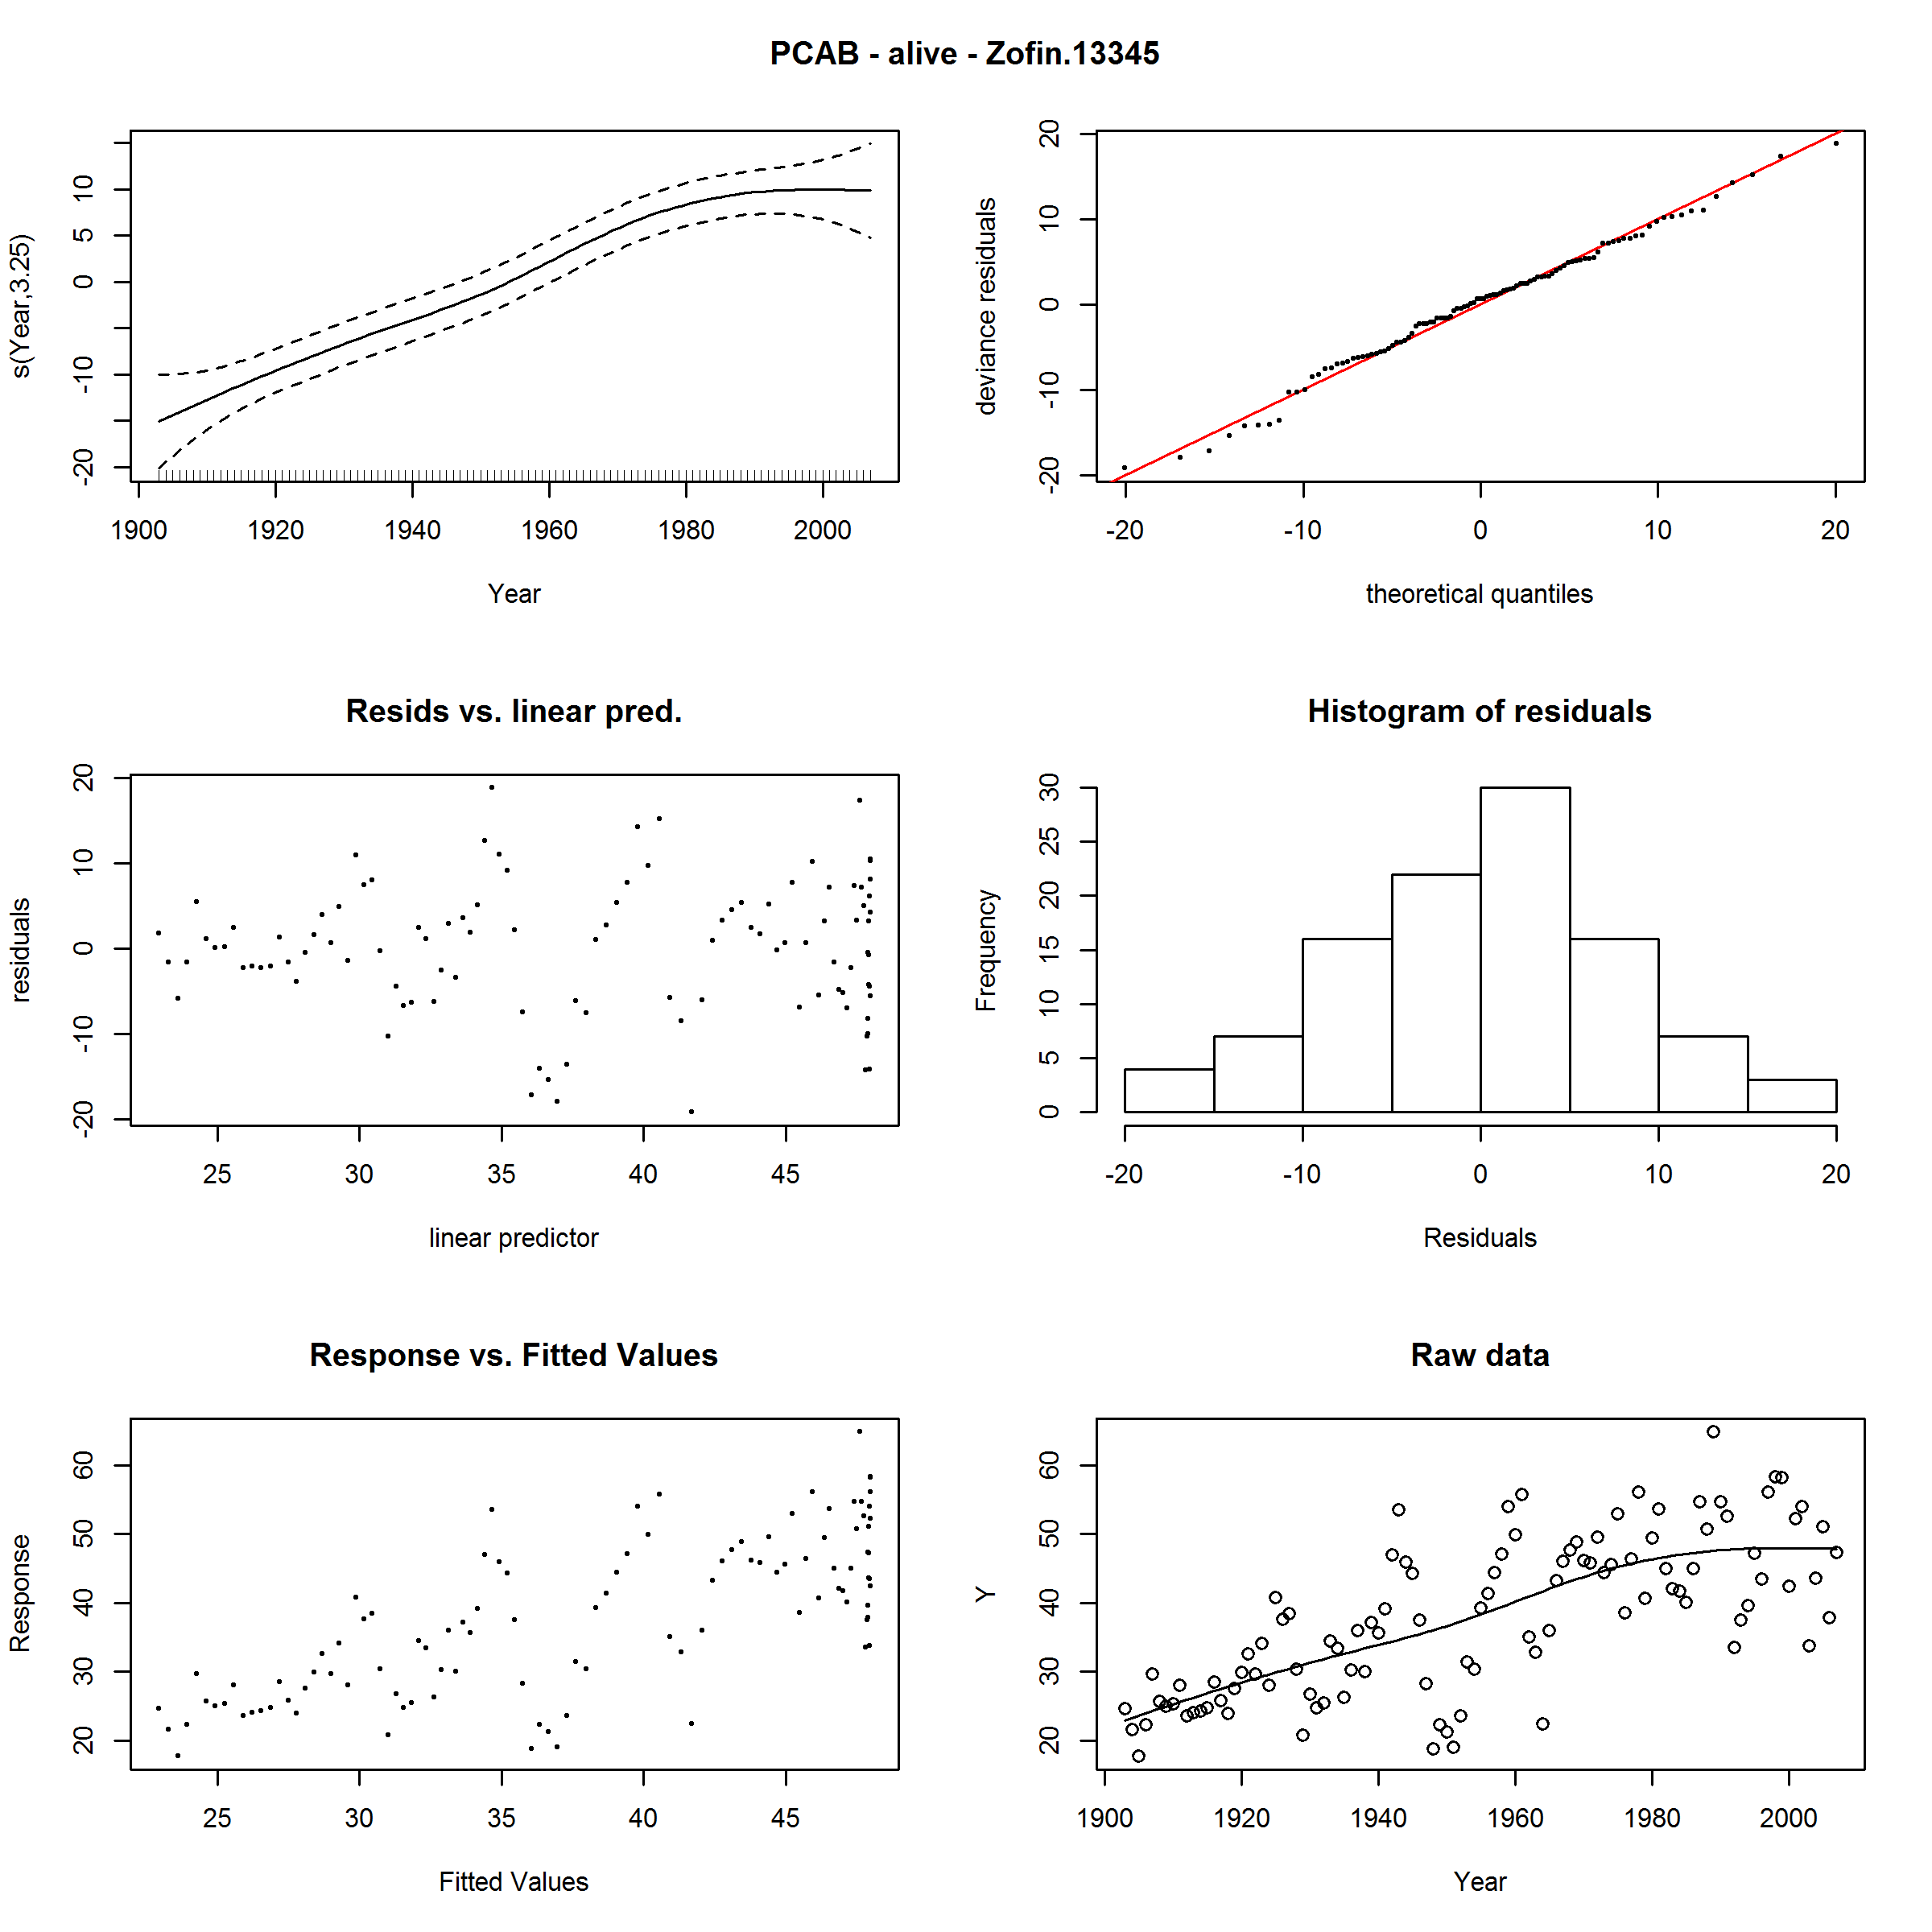 PCAB - alive - Zofin.13345
s(Year,3.25)
-20 -10 0 5 10
1900 1920 1940 1960 1980 2000
Year
deviance residuals
-20 -10 0 10 20
-20 -10 0 10 20
theoretical quantiles
Resids vs. linear pred.
residuals
-20 -10 0 10 20
25 30 35 40 45
linear predictor
Histogram of residuals
Frequency
0 5 10 15 20 25 30
-20 -10 0 10 20
Residuals
Response vs. Fitted Values
Response
20 30 40 50 60
25 30 35 40 45
Fitted Values
Raw data
Y
20 30 40 50 60
1900 1920 1940 1960 1980 2000
Year